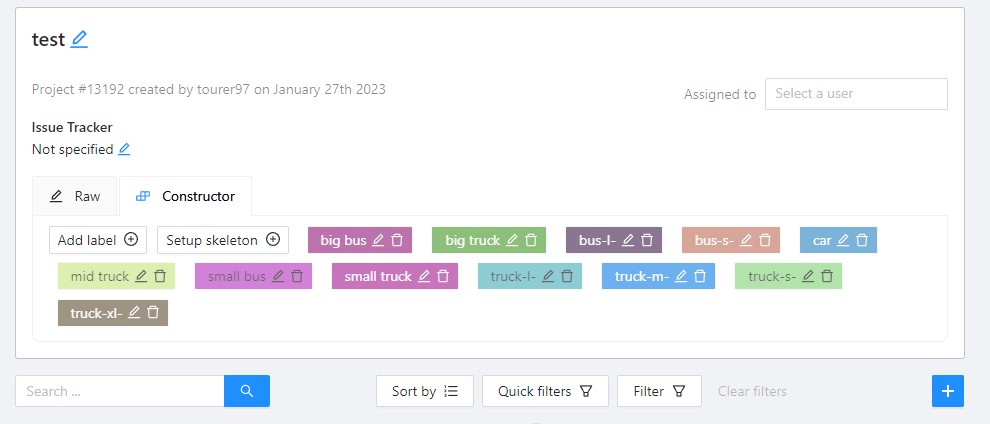 test
Project #13192 created by tourer97 on January 27th 2023
Assigned to Select a user
Issue Tracker
Not specified
Raw Constructor
Add label Setup skeleton big bus big truck bus-l- bus-s- car
mid truck small bus small truck truck-l- truck-m- truck-s-
truck-xl-
Search ... Sort by Quick filters Filter Clear filters